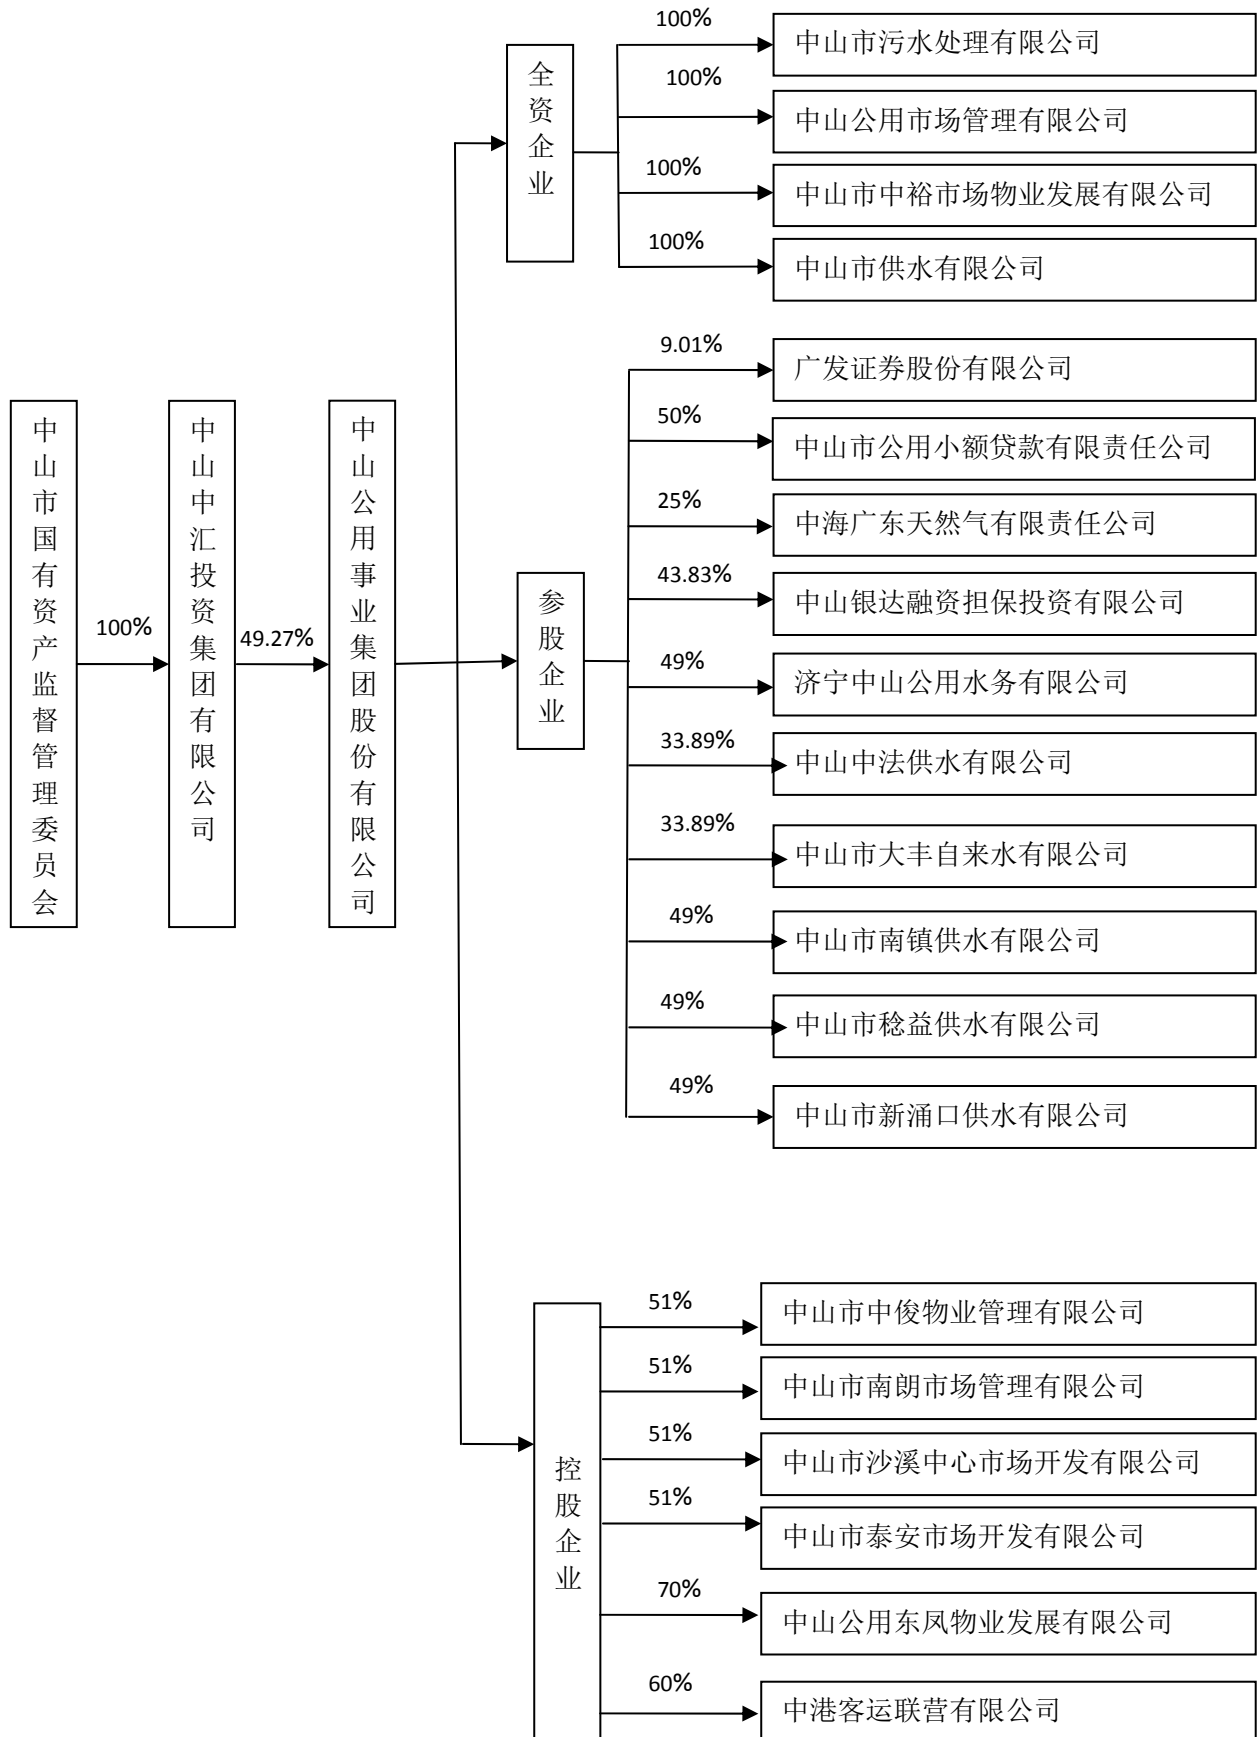 中山市国有资产监督管理委员会
100%
中山中汇投资集团有限公司
49.27%
中山公用事业集团股份有限公司
全资企业
100%
中山市污水处理有限公司
100%
中山公用市场管理有限公司
100%
中山市中裕市场物业发展有限公司
100%
中山市供水有限公司
参股企业
9.01%
广发证券股份有限公司
50%
中山市公用小额贷款有限责任公司
25%
中海广东天然气有限责任公司
43.83%
中山银达融资担保投资有限公司
49%
济宁中山公用水务有限公司
33.89%
中山中法供水有限公司
33.89%
中山市大丰自来水有限公司
49%
中山市南镇供水有限公司
49%
中山市稔益供水有限公司
49%
中山市新涌口供水有限公司
控股企业
51%
中山市中俊物业管理有限公司
51%
中山市南朗市场管理有限公司
51%
中山市沙溪中心市场开发有限公司
51%
中山市泰安市场开发有限公司
70%
中山公用东凤物业发展有限公司
60%
中港客运联营有限公司